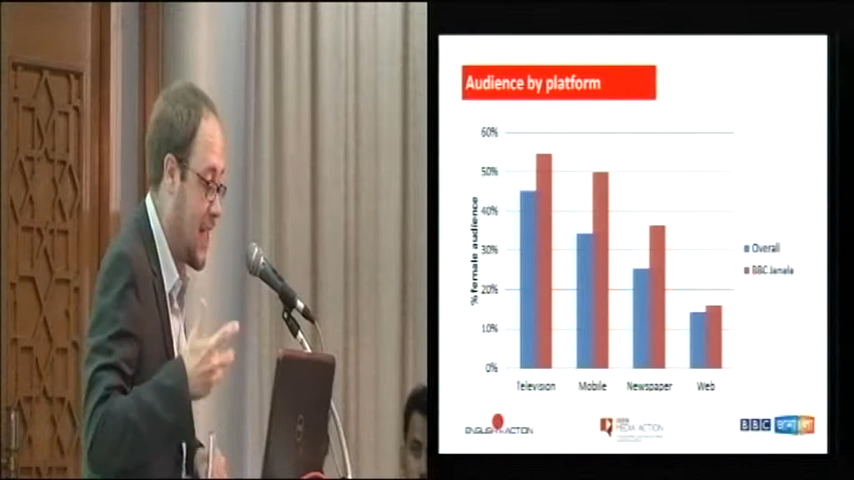 Audience by platform
60%
50%
40%
30%
20%
10%
0%
% female audience
Overall
BBC Janala
Television
Mobile
Newspaper
Web
ENGLISH IN ACTION
MEDIA ACTION
BBC